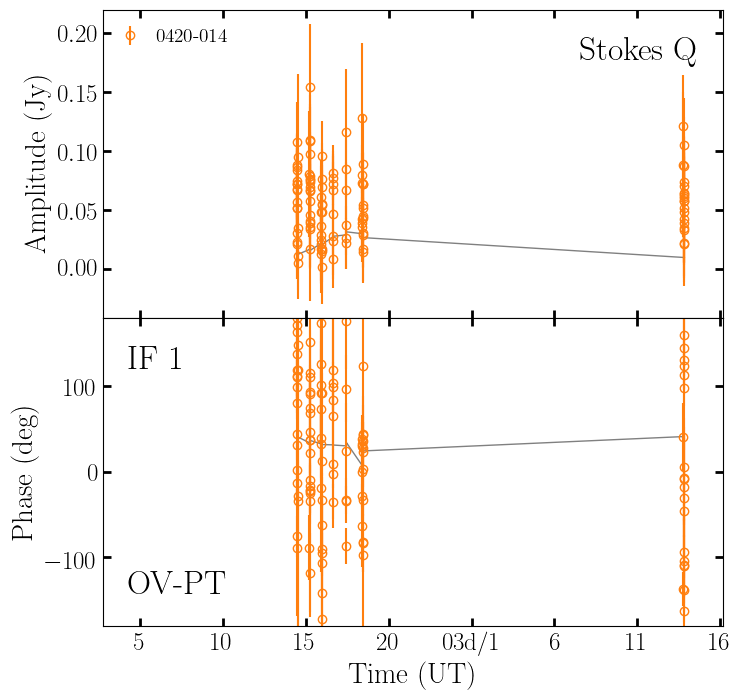 0420-014
Stokes Q
0.20
0.15
0.10
0.05
0.00
Amplitude (Jy)
IF 1
100
0
−100
Phase (deg)
OV-PT
5 10 15 20 03d/1 6 11 16
Time (UT)